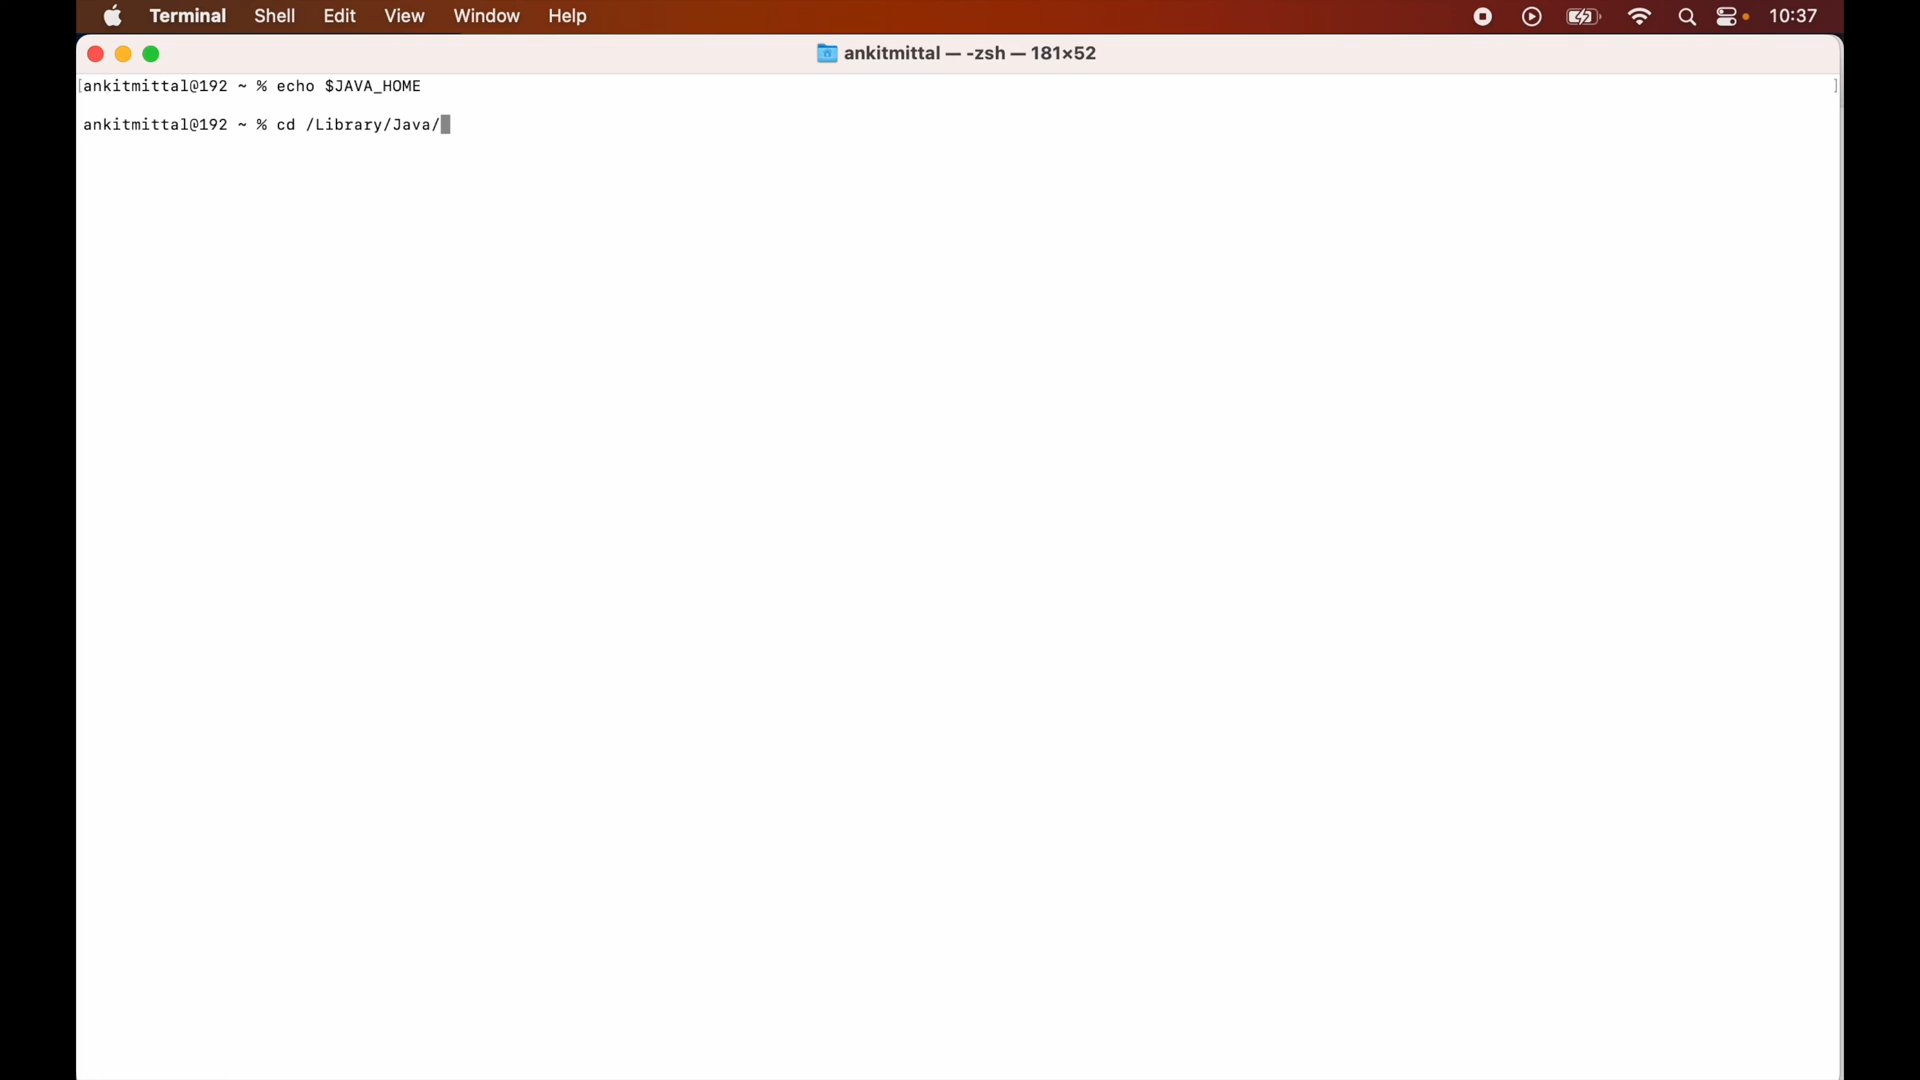 Terminal Shell Edit View Window Help 10:37
ankitmittal — -zsh — 181×52
[ankitmittal@192 ~ % echo $JAVA_HOME ]
ankitmittal@192 ~ % cd /Library/Java/